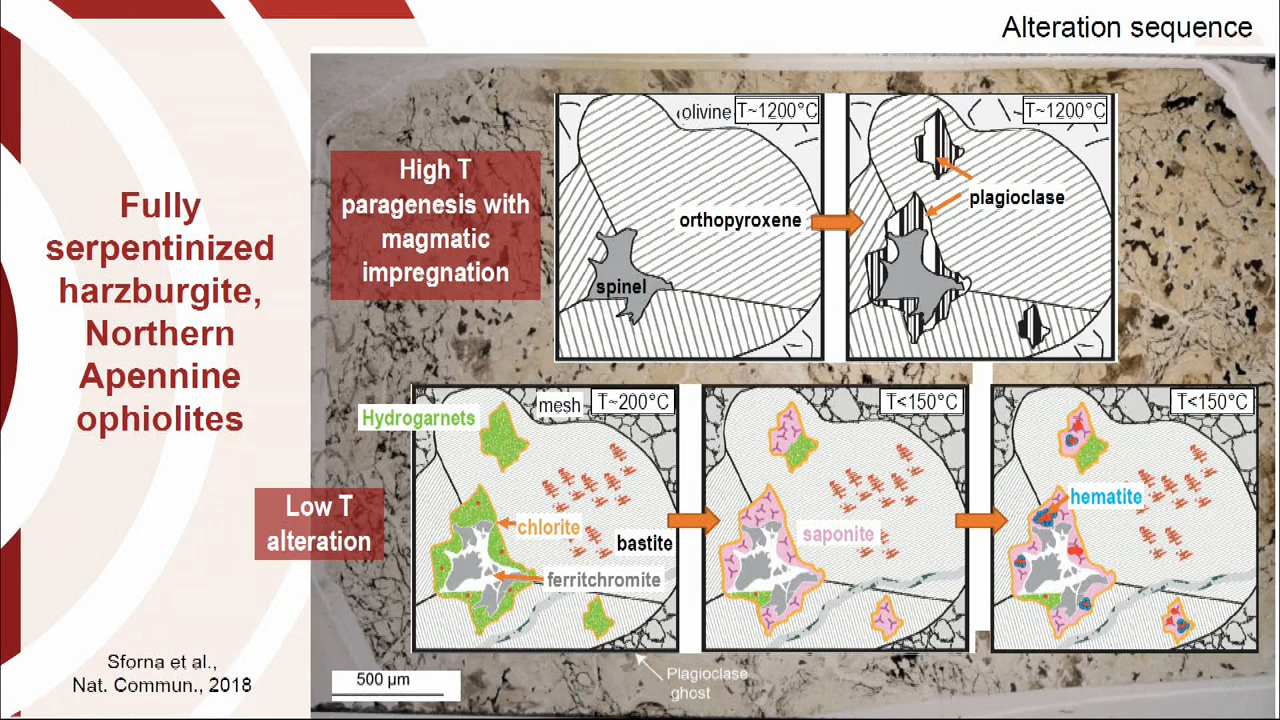 Alteration sequence
Fully
serpentinized
harzburgite,
Northern
Apennine
ophiolites
High T
paragenesis with
magmatic
impregnation
olivine
T~1200°C
orthopyroxene
spinel
T~1200°C
plagioclase
Low T
alteration
Hydrogarnets
mesh
T~200°C
chlorite
bastite
ferritchromite
T<150°C
saponite
T<150°C
hematite
Sforna et al.,
Nat. Commun., 2018
500 µm
Plagioclase
ghost